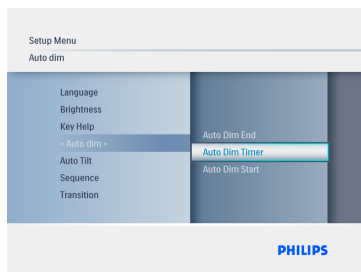 Setup Menu
Auto dim
Language
Brightness
Key Help
« Auto dim »
Auto Tilt
Sequence
Transition
Auto Dim End
Auto Dim Timer
Auto Dim Start
PHILIPS